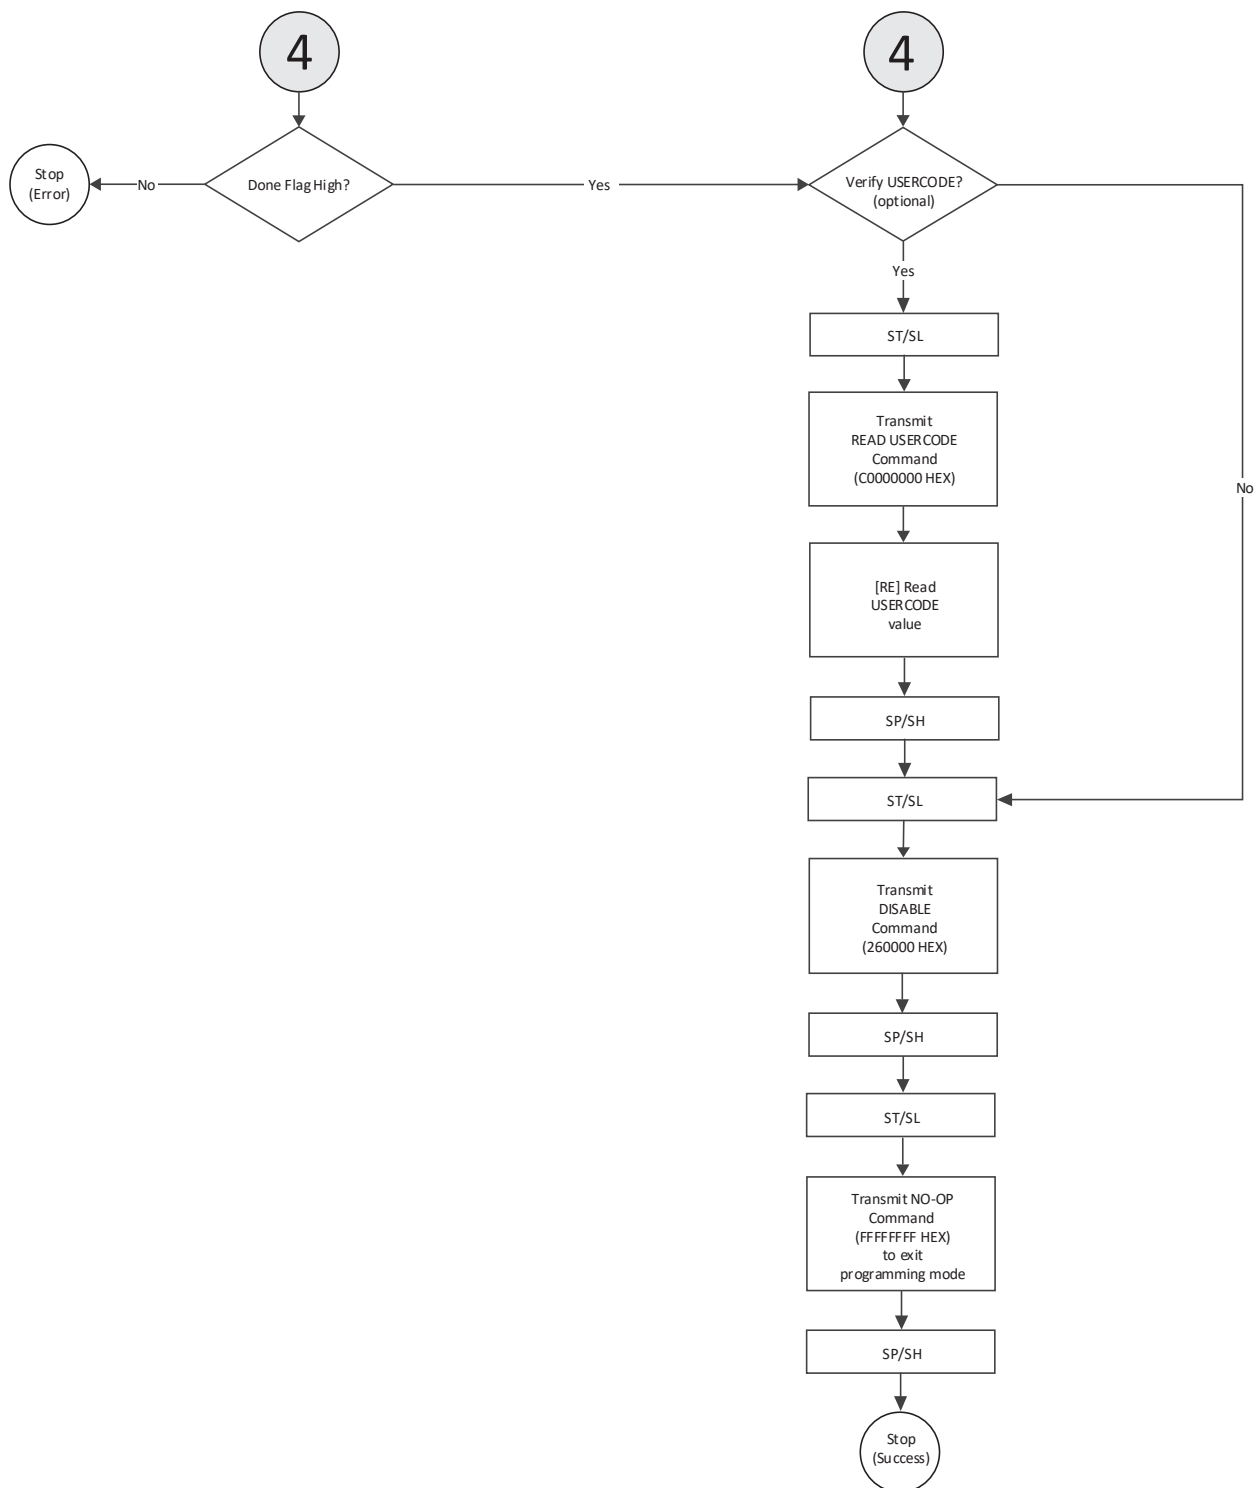 4
4
Stop
(Error)
No
Done Flag High?
Yes
Verify USERCODE?
(optional)
Yes
ST/SL
Transmit
READ USERCODE
Command
(C0000000 HEX)
No
[RE] Read
USERCODE
value
SP/SH
ST/SL
Transmit
DISABLE
Command
(260000 HEX)
SP/SH
ST/SL
Transmit NO-OP
Command
(FFFFFFFF HEX)
to exit
programming mode
SP/SH
Stop
(Success)